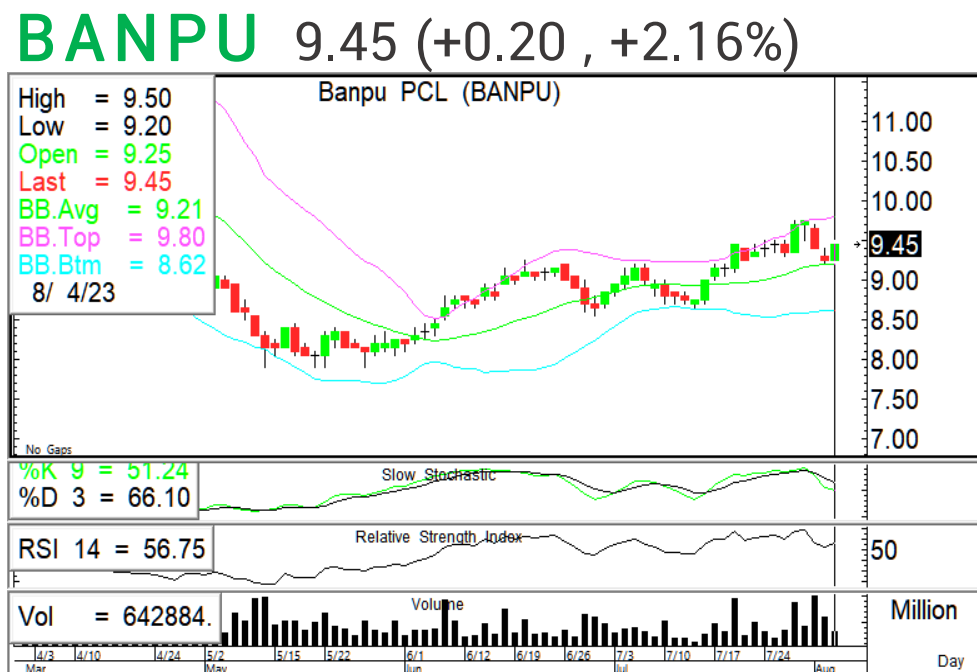 BANPU 9.45 (+0.20 , +2.16%)
Banpu PCL (BANPU)
High = 9.50
Low = 9.20
Open = 9.25
Last = 9.45
BB.Avg = 9.21
BB.Top = 9.80
BB.Btm = 8.62
8/ 4/23
11.00
10.50
10.00
9.45
9.00
8.50
8.00
7.50
7.00
No Gaps
%K 9 = 51.24
%D 3 = 66.10
Slow Stochastic
RSI 14 = 56.75
Relative Strength Index
50
Vol = 642884.
Volume
Million
4/3 4/10 4/24 5/2 5/15 5/22 6/1 6/12 6/19 6/26 7/3 7/10 7/17 7/24
Mar May Jun Jul Aug
Day